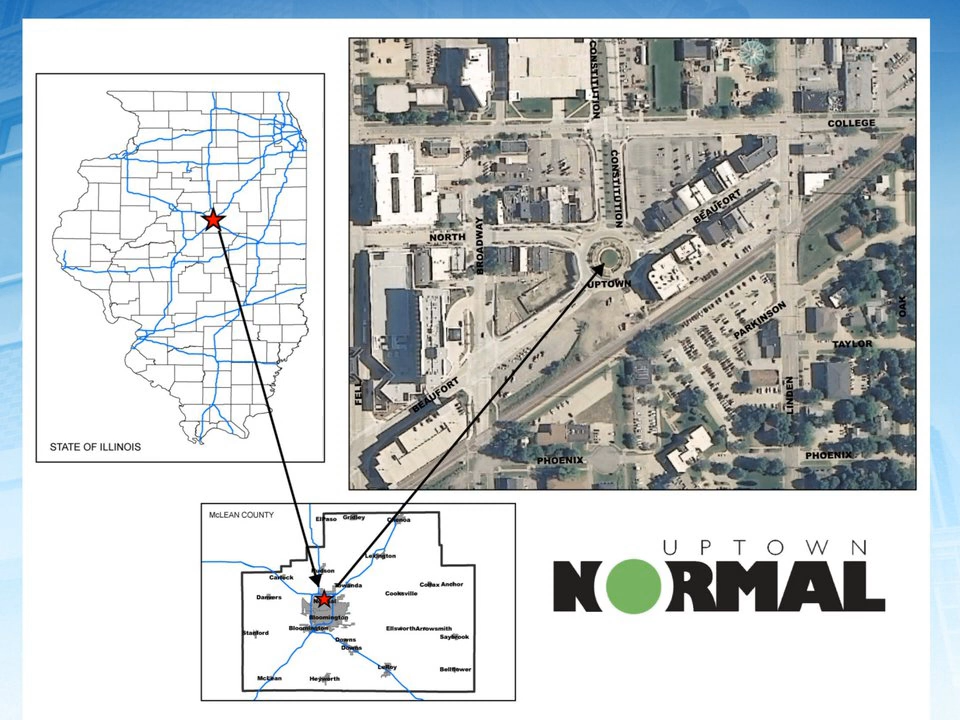 STATE OF ILLINOIS
CONSTITUTION
COLLEGE
CONSTITUTION
BEAUFORT
NORTH
BROADWAY
UPTOWN
OAK
PARKINSON
TAYLOR
FELL
BEAUFORT
LINDEN
PHOENIX
PHOENIX
McLEAN COUNTY
El Paso
Gridley
Chenoa
Lexington
Hudson
Carlock
Towanda
Colfax
Anchor
Danvers
Cooksville
Normal
Bloomington
Bloomington
Ellsworth
Arrowsmith
Stanford
Saybrook
Downs
Downs
LeRoy
Bellflower
McLean
Heyworth
UPTOWN
NORMAL